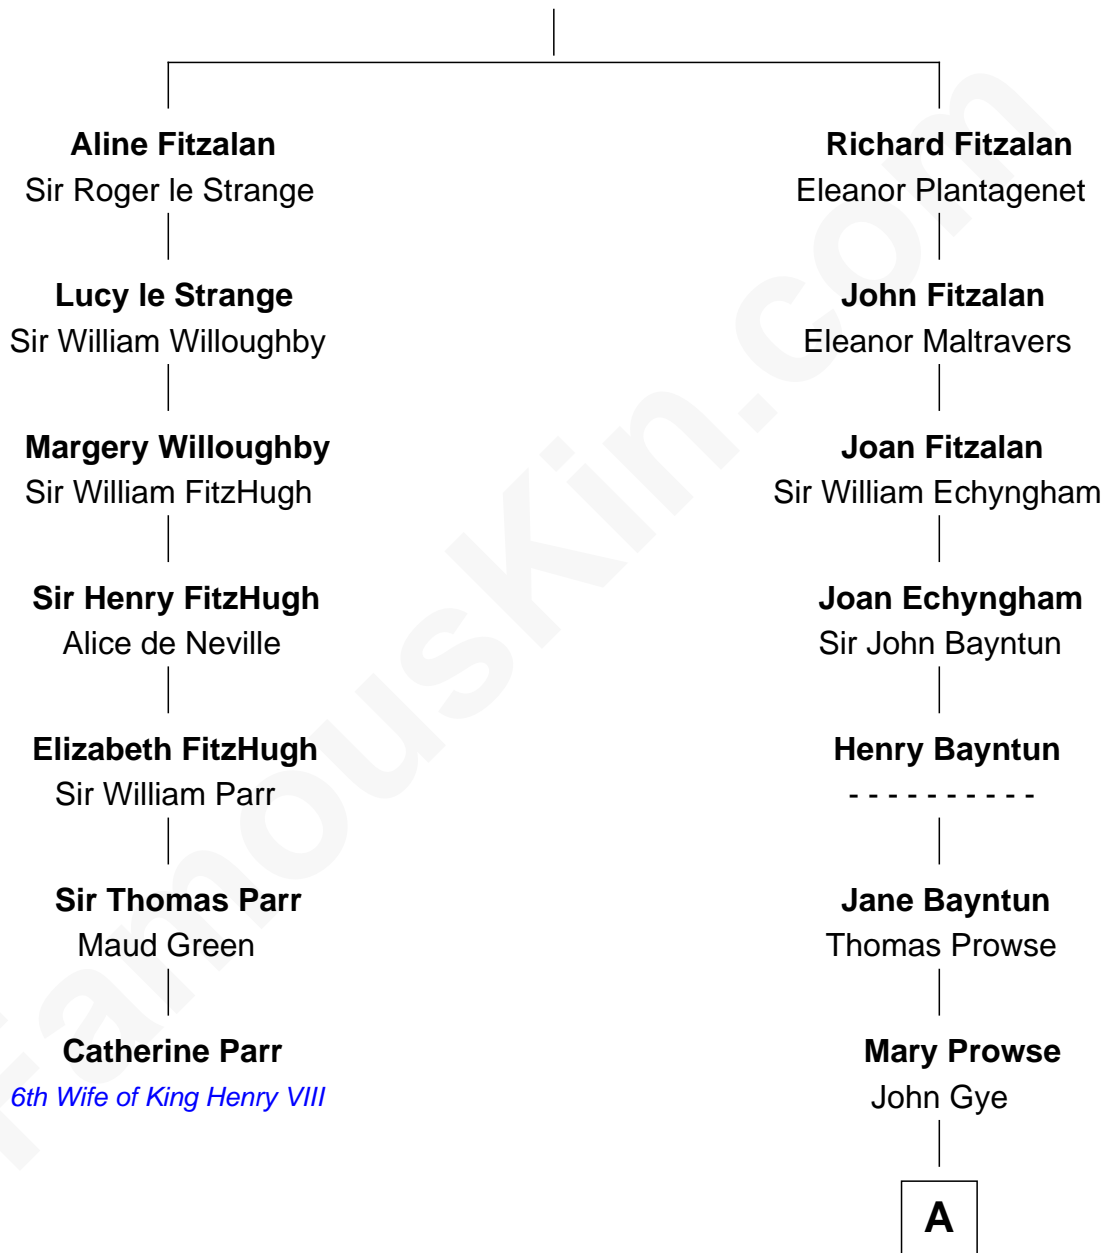 Aline Fitzalan
Sir Roger le Strange
Lucy le Strange
Sir William Willoughby
Margery Willoughby
Sir William FitzHugh
Sir Henry FitzHugh
Alice de Neville
Elizabeth FitzHugh
Sir William Parr
Sir Thomas Parr
Maud Green
Catherine Parr
6th Wife of King Henry VIII
Richard Fitzalan
Eleanor Plantagenet
John Fitzalan
Eleanor Maltravers
Joan Fitzalan
Sir William Echyngham
Joan Echyngham
Sir John Bayntun
Henry Bayntun
- - - - - - - - - -
Jane Bayntun
Thomas Prowse
Mary Prowse
John Gye
A
FamousKin.com